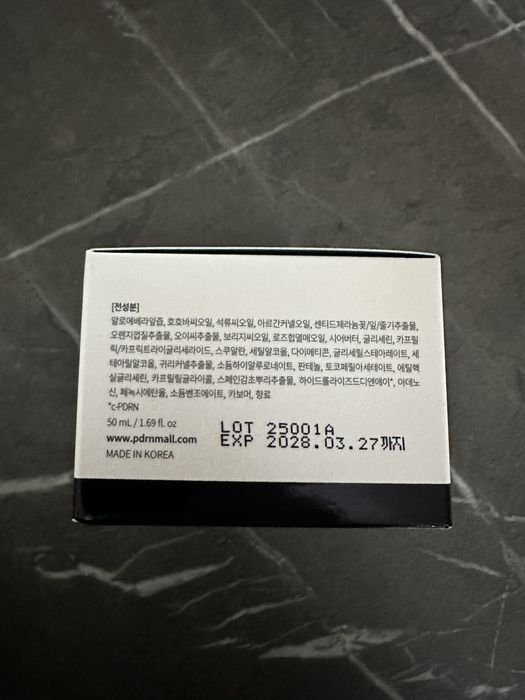 [전성분]
알로에베라잎즙, 호호바씨오일, 석류씨오일, 아르간커넬오일, 센티드제라늄꽃/잎/줄기추출물,
오렌지껍질추출물, 오이씨추출물, 보리지씨오일, 로즈힙열매오일, 시어버터, 글리세린, 카프릴
릭/카프릭트라이글리세라이드, 스쿠알란, 세틸알코올, 다이메티콘, 글리세릴스테아레이트, 세
테아릴알코올, 귀리커넬추출물, 소듐하이알루로네이트, 판테놀, 토코페릴아세테이트, 에틸헥
실글리세린, 카프릴릴글라이콜, 스페인감초뿌리추출물, 하이드롤라이즈드디엔에이*, 아데노
신, 페녹시에탄올, 소듐벤조에이트, 카보머, 향료
*c-PDRN
50 mL / 1.69 fl. oz
www.pdrnmall.com
MADE IN KOREA
LOT 25001A
EXP 2028.03.27까지